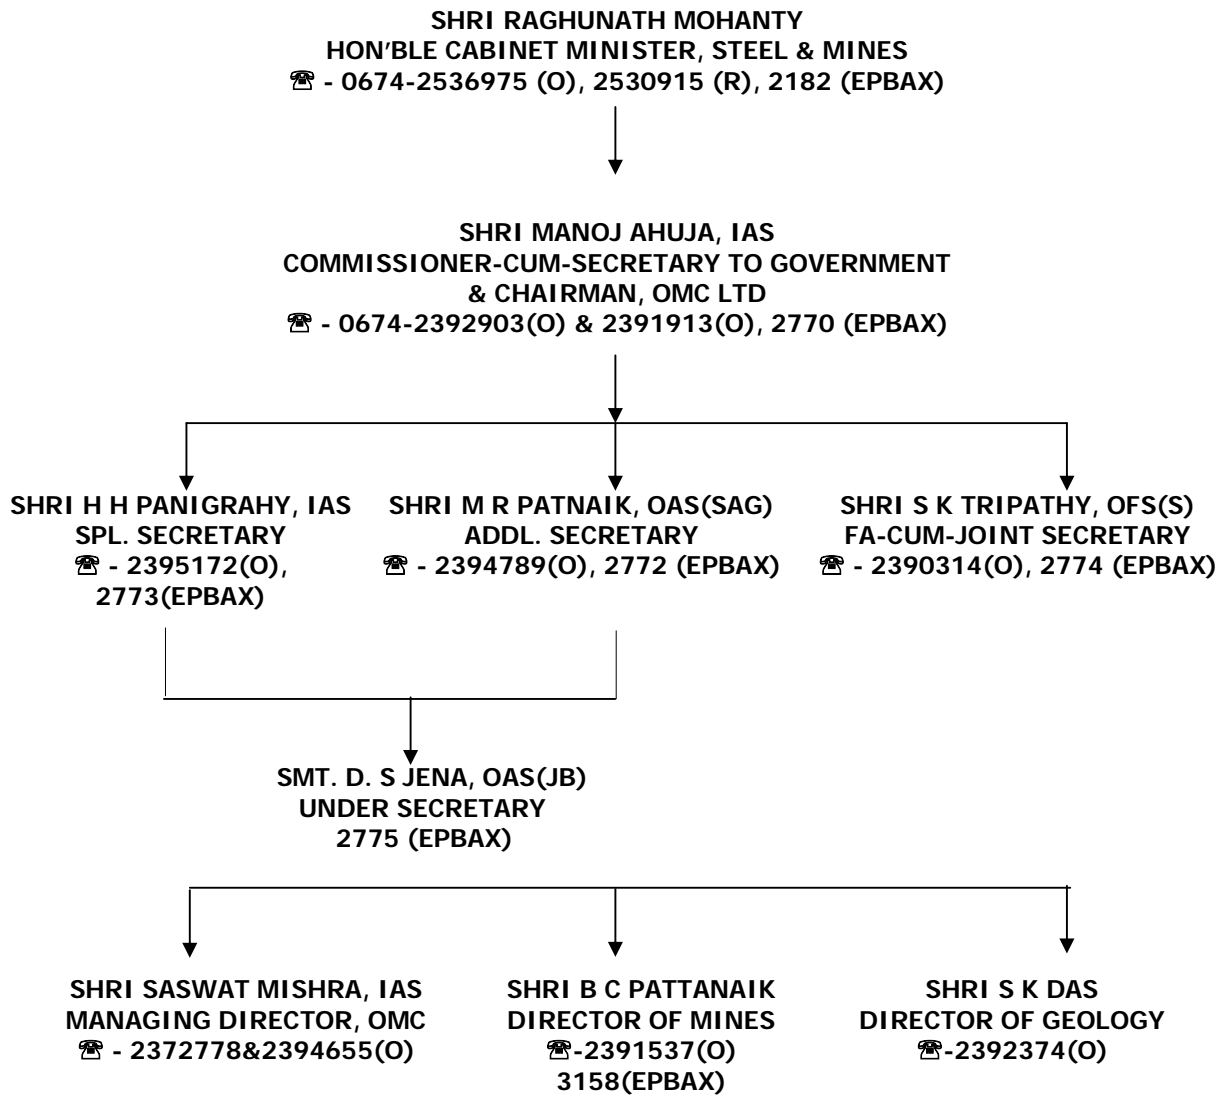 SHRI RAGHUNATH MOHANTY
HON'BLE CABINET MINISTER, STEEL & MINES
☎ - 0674-2536975 (O), 2530915 (R), 2182 (EPBAX)
SHRI MANOJ AHUJA, IAS
COMMISSIONER-CUM-SECRETARY TO GOVERNMENT
& CHAIRMAN, OMC LTD
☎ - 0674-2392903(O) & 2391913(O), 2770 (EPBAX)
SHRI H H PANIGRAHY, IAS
SPL. SECRETARY
☎ - 2395172(O),
2773(EPBAX)
SHRI M R PATNAIK, OAS(SAG)
ADDL. SECRETARY
☎ - 2394789(O), 2772 (EPBAX)
SHRI S K TRIPATHY, OFS(S)
FA-CUM-JOINT SECRETARY
☎ - 2390314(O), 2774 (EPBAX)
SMT. D. S JENA, OAS(JB)
UNDER SECRETARY
2775 (EPBAX)
SHRI SASWAT MISHRA, IAS
MANAGING DIRECTOR, OMC
☎ - 2372778&2394655(O)
SHRI B C PATTANAIK
DIRECTOR OF MINES
☎-2391537(O)
3158(EPBAX)
SHRI S K DAS
DIRECTOR OF GEOLOGY
☎-2392374(O)